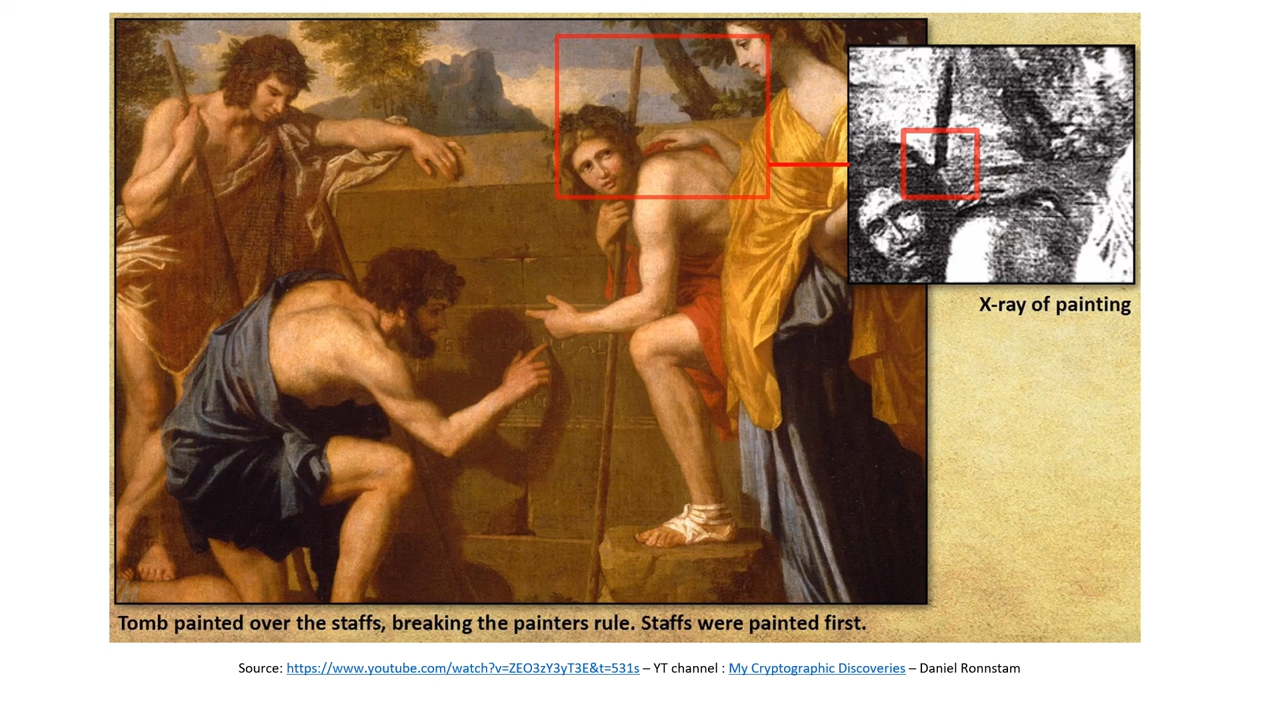 X-ray of painting
Tomb painted over the staffs, breaking the painters rule. Staffs were painted first.
Source: https://www.youtube.com/watch?v=ZEO3zY3yT3E&t=531s – YT channel : My Cryptographic Discoveries – Daniel Ronnstam